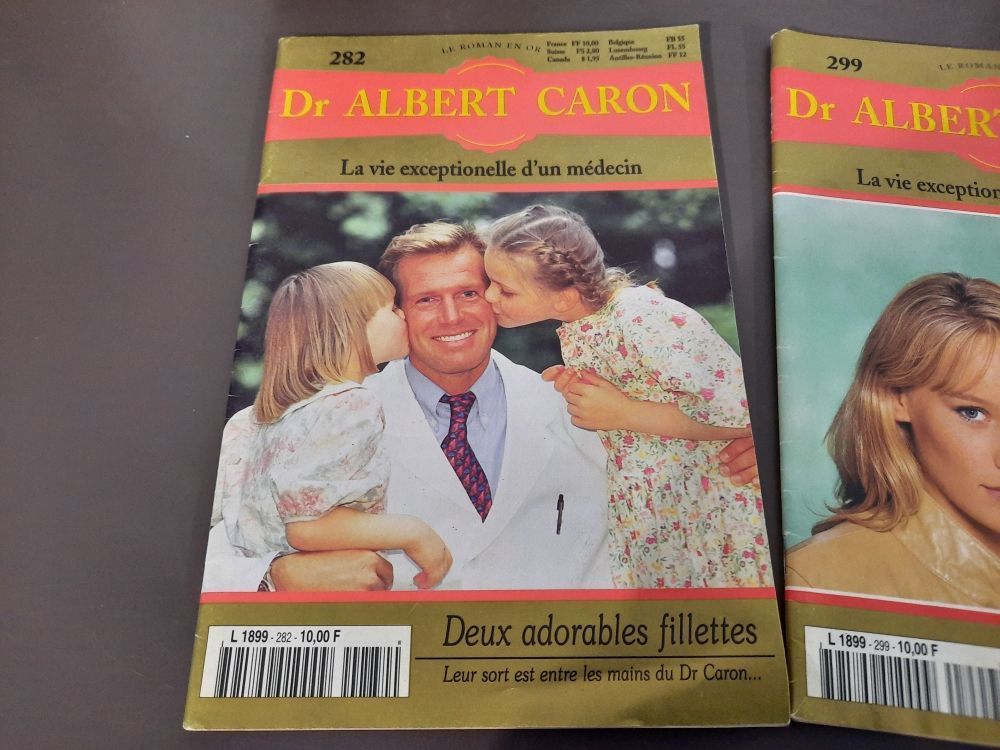 282
LE ROMAN EN OR
France FF 10,00 Belgique FB 55
Suisse FS 2,80 Luxembourg FL 55
Canada $ 1,95 Antilles-Réunion FF 12
Dr ALBERT CARON
La vie exceptionelle d'un médecin
L 1899 - 282 - 10,00 F
Deux adorables fillettes
Leur sort est entre les mains du Dr Caron...
299
LE ROMAN
Dr ALBERT
La vie exception
L 1899 - 299 - 10,00 F